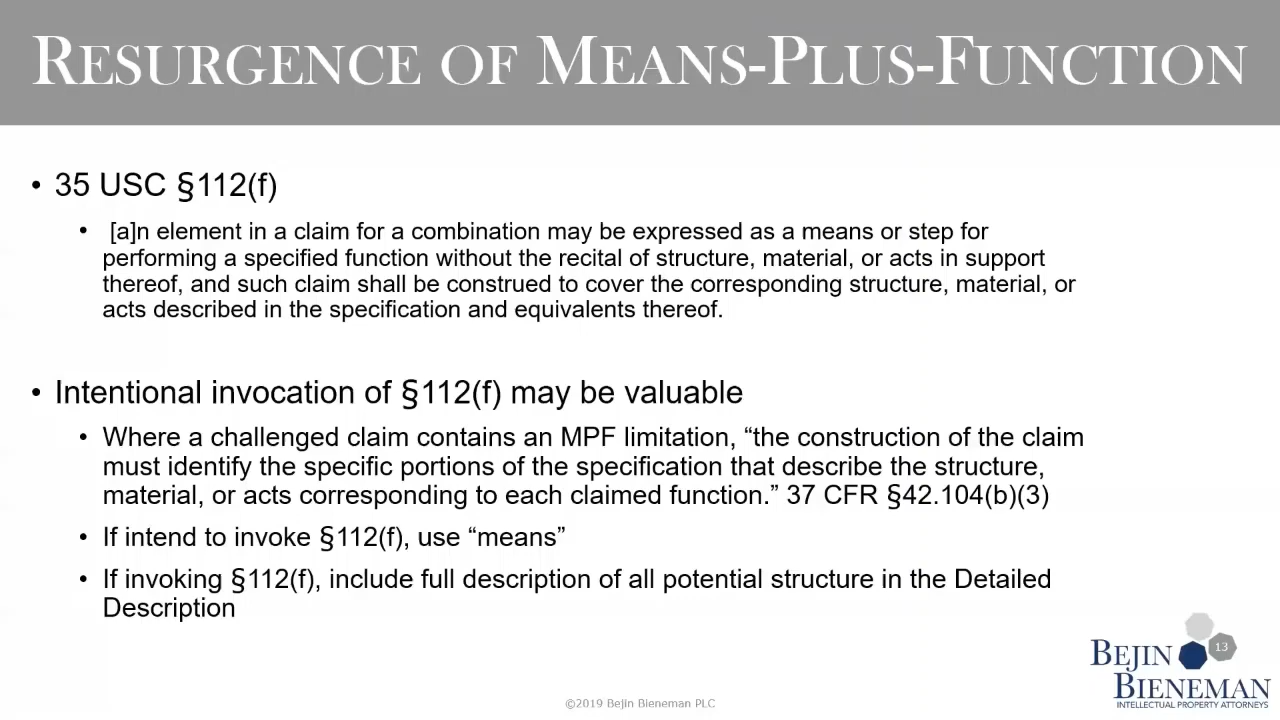 RESURGENCE OF MEANS-PLUS-FUNCTION
• 35 USC §112(f)
• [a]n element in a claim for a combination may be expressed as a means or step for
performing a specified function without the recital of structure, material, or acts in support
thereof, and such claim shall be construed to cover the corresponding structure, material, or
acts described in the specification and equivalents thereof.
• Intentional invocation of §112(f) may be valuable
• Where a challenged claim contains an MPF limitation, “the construction of the claim
must identify the specific portions of the specification that describe the structure,
material, or acts corresponding to each claimed function.” 37 CFR §42.104(b)(3)
• If intend to invoke §112(f), use “means”
• If invoking §112(f), include full description of all potential structure in the Detailed
Description
13
BEJIN
BIENEMAN
INTELLECTUAL PROPERTY ATTORNEYS
©2019 Bejin Bieneman PLC